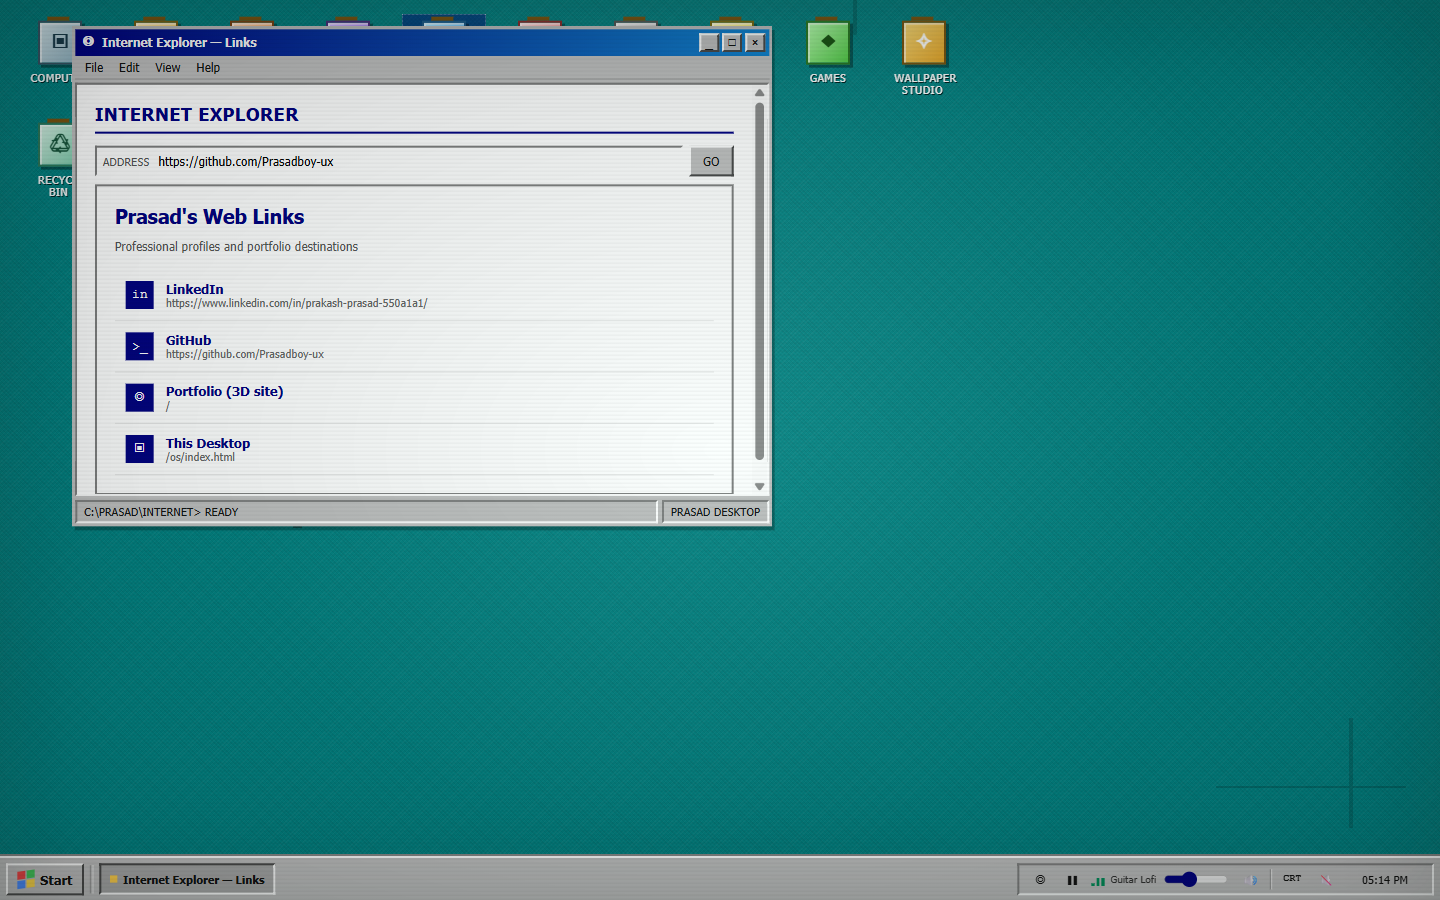 Internet Explorer — Links
File Edit View Help
INTERNET EXPLORER
ADDRESS https://github.com/Prasadboy-ux GO
Prasad's Web Links
Professional profiles and portfolio destinations
in LinkedIn
https://www.linkedin.com/in/prakash-prasad-550a1a1/
>_ GitHub
https://github.com/Prasadboy-ux
Portfolio (3D site)
/
This Desktop
/os/index.html
C:\PRASAD\INTERNET> READY PRASAD DESKTOP
BIN
GAMES
WALLPAPER
STUDIO
Start Internet Explorer — Links Guitar Lofi CRT 05:14 PM